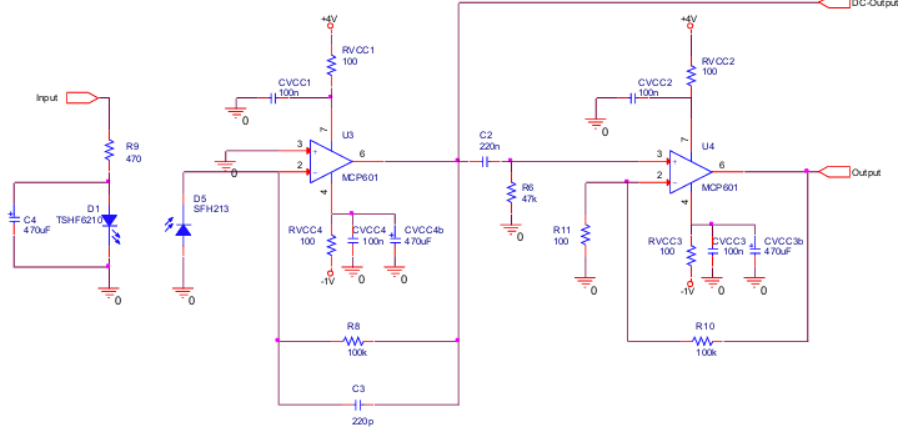 DC-Output
+4V
+4V
RVCC1
100
RVCC2
100
CVCC1
100n
CVCC2
100n
Input
0
0
7
U3
7
U4
R9
470
C2
220n
3
6
+
2
-
0
MCP601
3
6
+
2
-
MCP601
Output
4
4
D1
TSHF6210
C4
470uF
D5
SFH213
R6
47k
R11
100
RVCC4
100
CVCC4
100n
CVCC4b
470uF
RVCC3
100
CVCC3
100n
CVCC3b
470uF
-1V
0
0
0
0
0
0
-1V
0
0
R8
100k
R10
100k
C3
220p